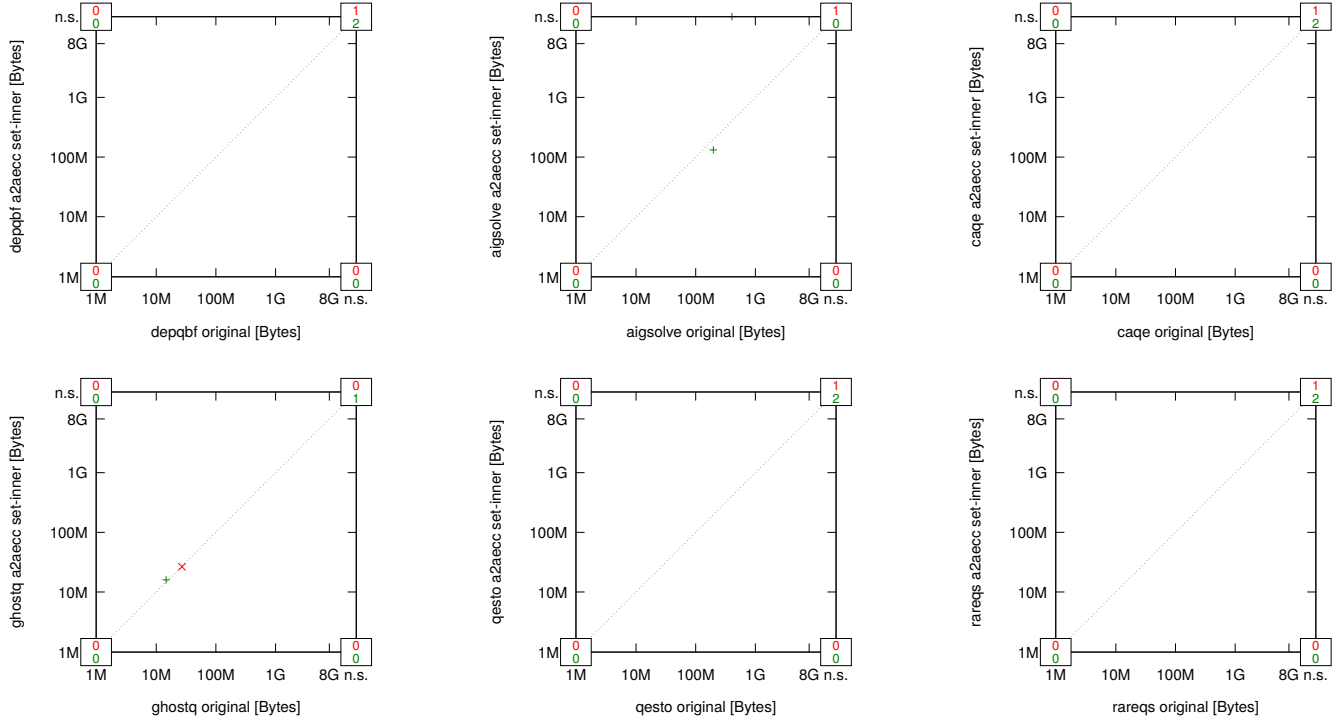 depqbf a2aecc set-inner [Bytes]
n.s.
8G
1G
100M
10M
1M
0
0
1
2
0
0
0
0
1M 10M 100M 1G 8G n.s.
depqbf original [Bytes]
aigsolve a2aecc set-inner [Bytes]
n.s.
8G
1G
100M
10M
1M
0
0
1
0
0
0
0
0
1M 10M 100M 1G 8G n.s.
aigsolve original [Bytes]
caqe a2aecc set-inner [Bytes]
n.s.
8G
1G
100M
10M
1M
0
0
1
2
0
0
0
0
1M 10M 100M 1G 8G n.s.
caqe original [Bytes]
ghostq a2aecc set-inner [Bytes]
n.s.
8G
1G
100M
10M
1M
0
0
0
1
0
0
0
0
1M 10M 100M 1G 8G n.s.
ghostq original [Bytes]
qesto a2aecc set-inner [Bytes]
n.s.
8G
1G
100M
10M
1M
0
0
1
2
0
0
0
0
1M 10M 100M 1G 8G n.s.
qesto original [Bytes]
rareqs a2aecc set-inner [Bytes]
n.s.
8G
1G
100M
10M
1M
0
0
1
2
0
0
0
0
1M 10M 100M 1G 8G n.s.
rareqs original [Bytes]